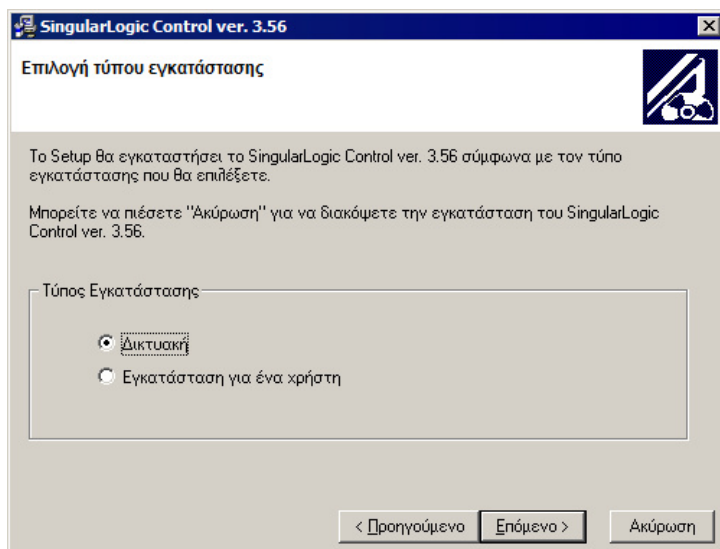 SingularLogic Control ver. 3.56
Επιλογή τύπου εγκατάστασης
Το Setup θα εγκαταστήσει το SingularLogic Control ver. 3.56 σύμφωνα με τον τύπο
εγκατάστασης που θα επιλέξετε.
Μπορείτε να πιέσετε "Ακύρωση" για να διακόψετε την εγκατάσταση του SingularLogic
Control ver. 3.56.
Τύπος Εγκατάστασης
Δικτυακή
Εγκατάσταση για ένα χρήστη
< Προηγούμενο Επόμενο > Ακύρωση